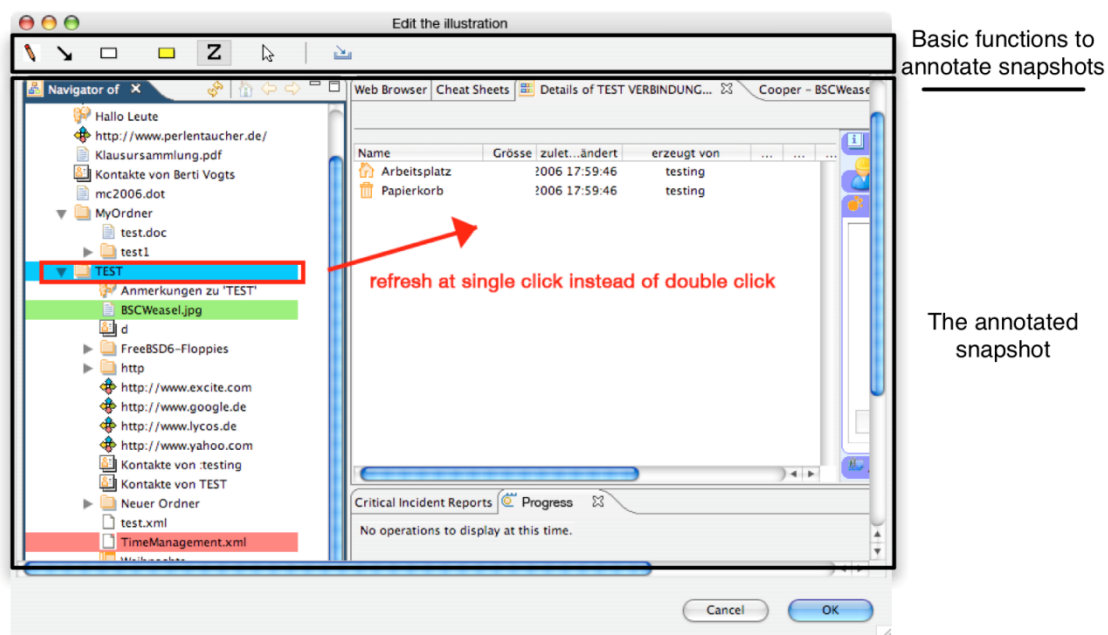 Edit the illustration
Basic functions to
annotate snapshots
Z
Navigator of
Web Browser Cheat Sheets Details of TEST VERBINDUNG... Cooper - BSCWease
Hallo Leute
http://www.perlentaucher.de/
Klausursammlung.pdf
Kontakte von Berti Vogts
mc2006.dot
MyOrdner
test.doc
test1
TEST
Anmerkungen zu 'TEST'
BSCWeasel.jpg
d
FreeBSD6-Floppies
http
http://www.excite.com
http://www.google.de
http://www.lycos.de
http://www.yahoo.com
Kontakte von :testing
Kontakte von TEST
Neuer Ordner
test.xml
TimeManagement.xml
Name Grösse zulet...ändert erzeugt von ... ... ...
Arbeitsplatz 2006 17:59:46 testing
Papierkorb 2006 17:59:46 testing
refresh at single click instead of double click
The annotated
snapshot
Critical Incident Reports Progress
No operations to display at this time.
Cancel OK